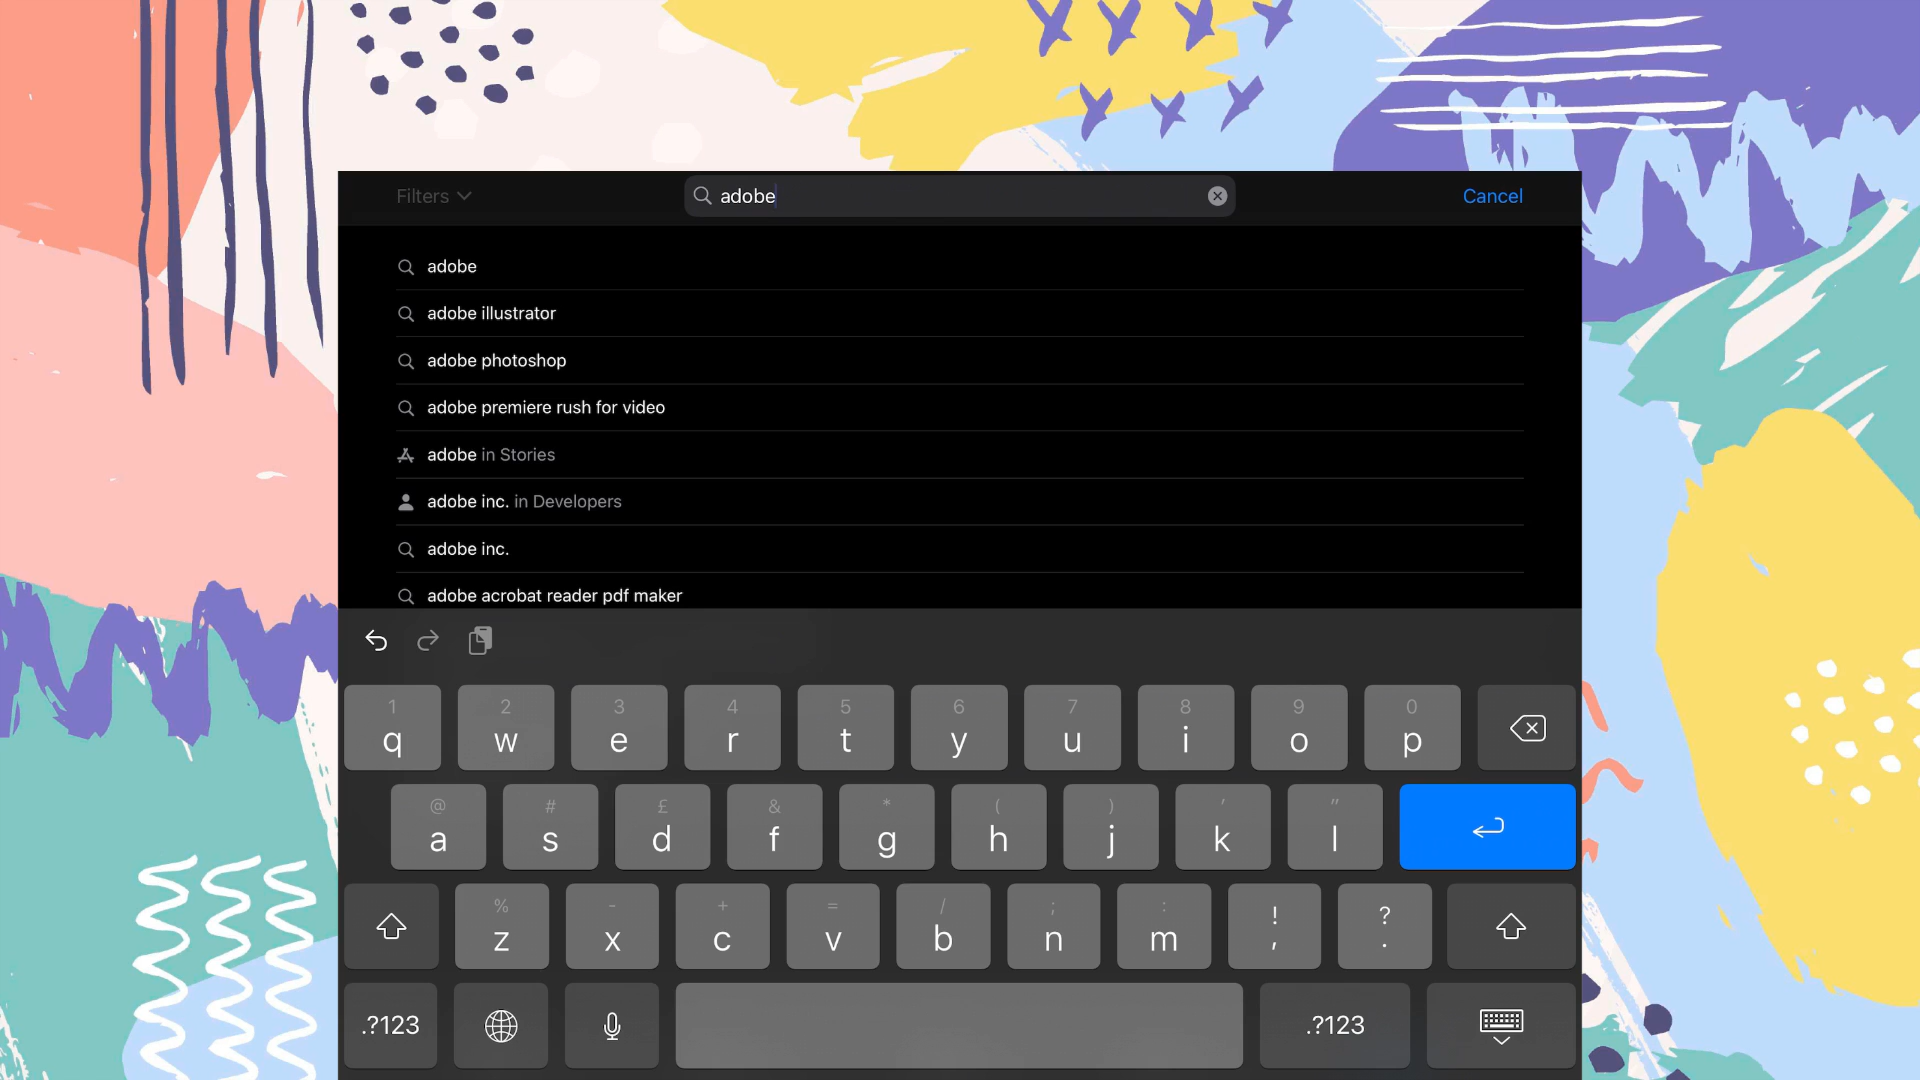 Filters
adobe
Cancel
adobe
adobe illustrator
adobe photoshop
adobe premiere rush for video
adobe in Stories
adobe inc. in Developers
adobe inc.
adobe acrobat reader pdf maker
1 2 3 4 5 6 7 8 9 0
q w e r t y u i o p
@ # £ & * ( ) ' "
a s d f g h j k l
% - + = / ; : ! ?
z x c v b n m , .
.?123 .?123